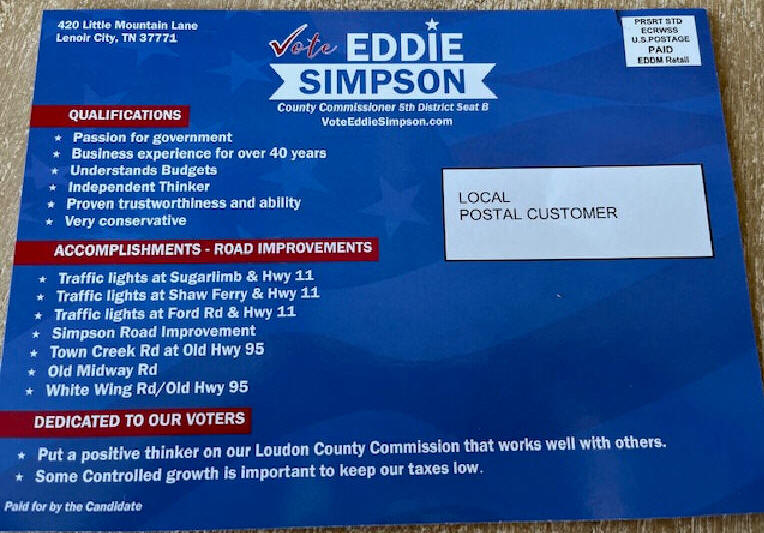 420 Little Mountain Lane
Lenoir City, TN 37771
Vote EDDIE
SIMPSON
County Commissioner 5th District Seat B
VoteEddieSimpson.com
PRSRT STD
ECRWSS
U.S.POSTAGE
PAID
EDDM Retail
QUALIFICATIONS
Passion for government
Business experience for over 40 years
Understands Budgets
Independent Thinker
Proven trustworthiness and ability
Very conservative
LOCAL
POSTAL CUSTOMER
ACCOMPLISHMENTS - ROAD IMPROVEMENTS
Traffic lights at Sugarlimb & Hwy 11
Traffic lights at Shaw Ferry & Hwy 11
Traffic lights at Ford Rd & Hwy 11
Simpson Road Improvement
Town Creek Rd at Old Hwy 95
Old Midway Rd
White Wing Rd/Old Hwy 95
DEDICATED TO OUR VOTERS
Put a positive thinker on our Loudon County Commission that works well with others.
Some Controlled growth is important to keep our taxes low.
Paid for by the Candidate